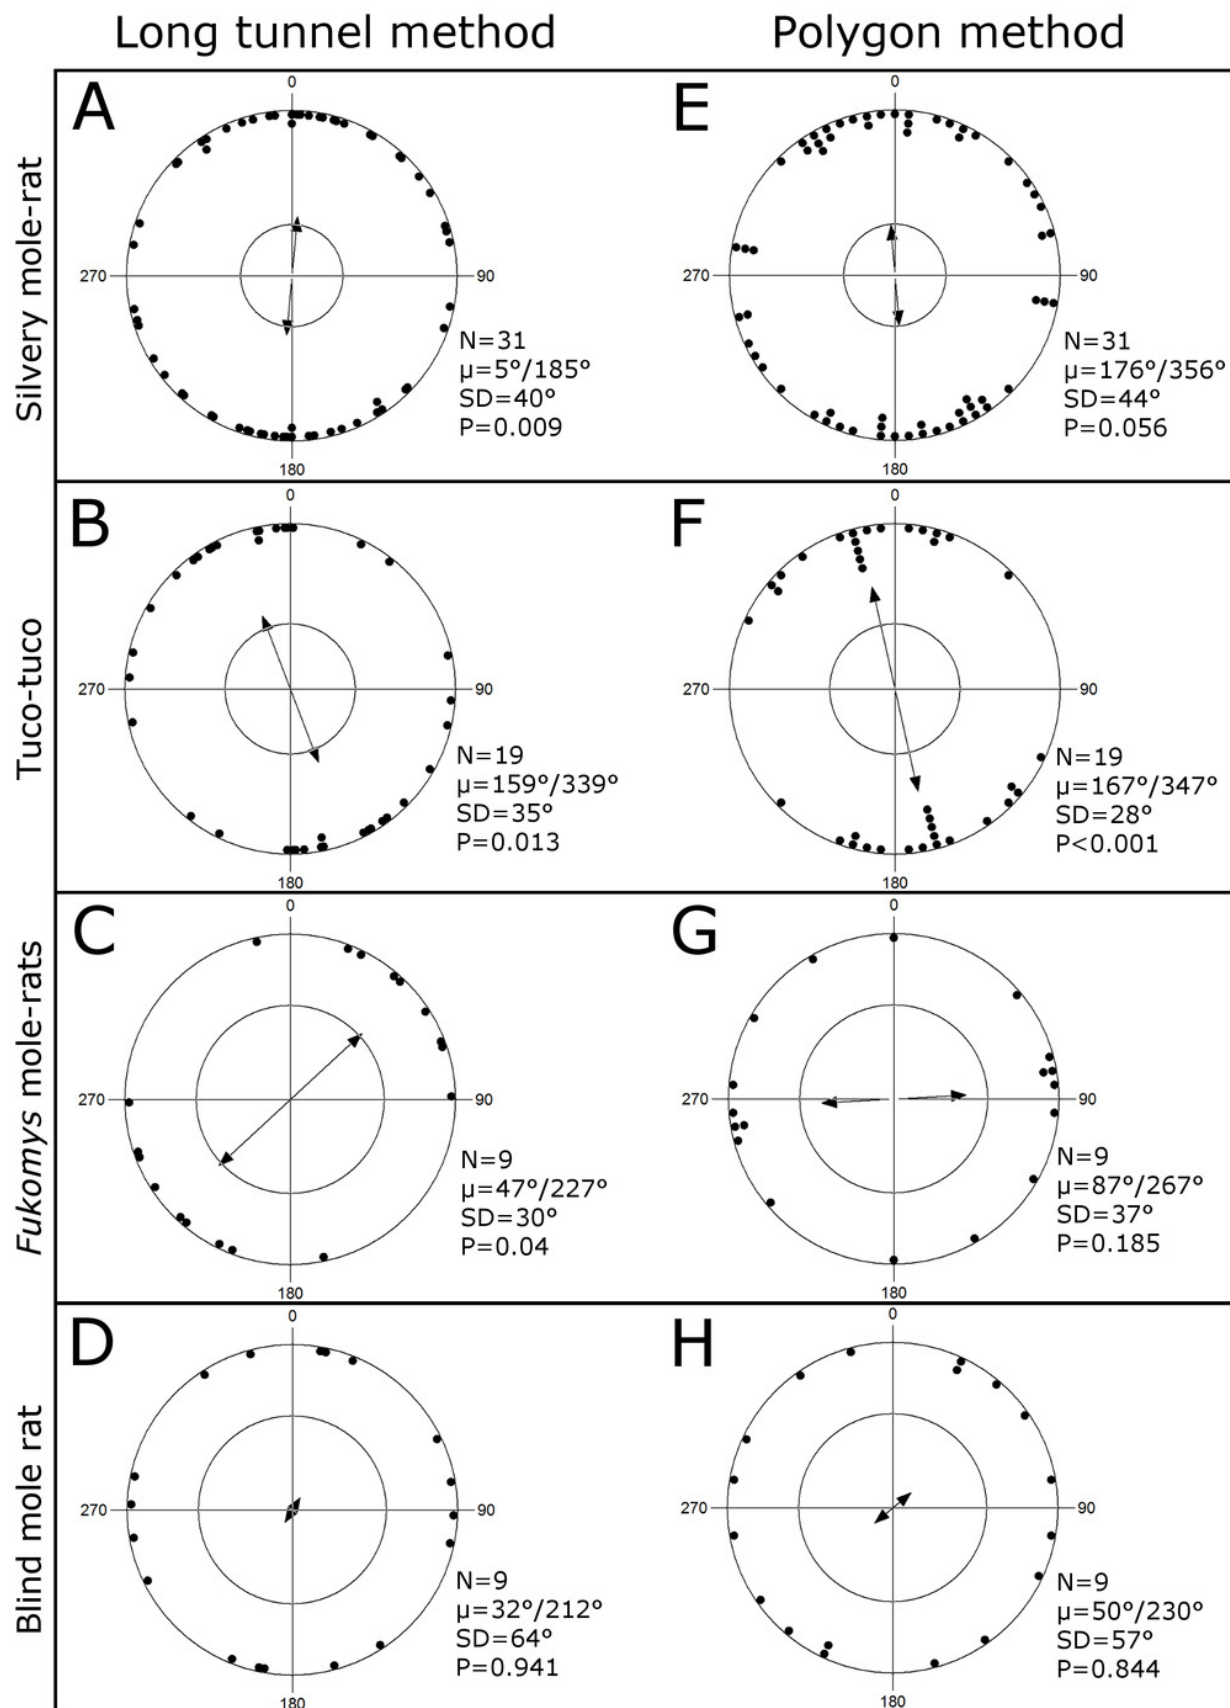 Long tunnel method
Polygon method
Silvery mole-rat
A
0
270
90
180
N=31
µ=5°/185°
SD=40°
P=0.009
E
0
270
90
180
N=31
µ=176°/356°
SD=44°
P=0.056
Tuco-tuco
B
0
270
90
180
N=19
µ=159°/339°
SD=35°
P=0.013
F
0
270
90
180
N=19
µ=167°/347°
SD=28°
P<0.001
Fukomys mole-rats
C
0
270
90
180
N=9
µ=47°/227°
SD=30°
P=0.04
G
0
270
90
180
N=9
µ=87°/267°
SD=37°
P=0.185
Blind mole rat
D
0
270
90
180
N=9
µ=32°/212°
SD=64°
P=0.941
H
0
270
90
180
N=9
µ=50°/230°
SD=57°
P=0.844